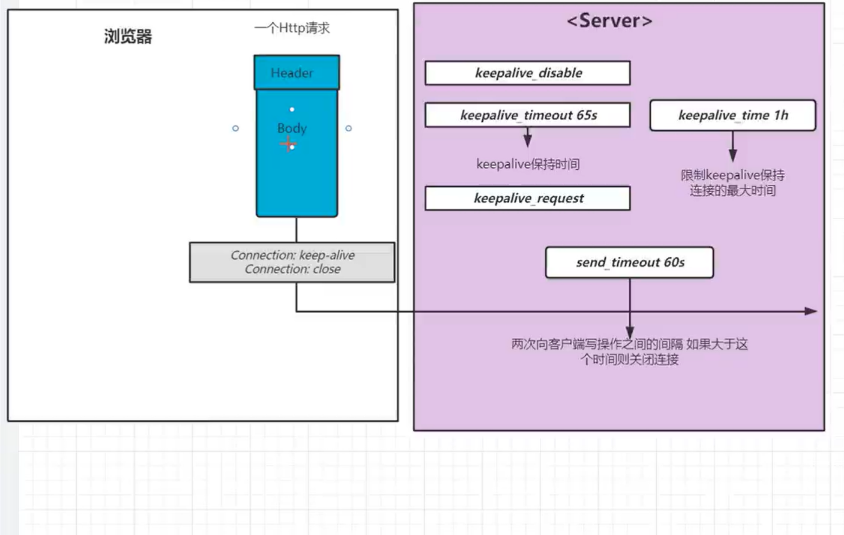 浏览器
一个Http请求
Header
Body
Connection: keep-alive
Connection: close
<Server>
keepalive_disable
keepalive_timeout 65s
keepalive_time 1h
keepalive保持时间
限制keepalive保持
连接的最大时间
keepalive_request
send_timeout 60s
两次向客户端写操作之间的间隔 如果大于这
个时间则关闭连接